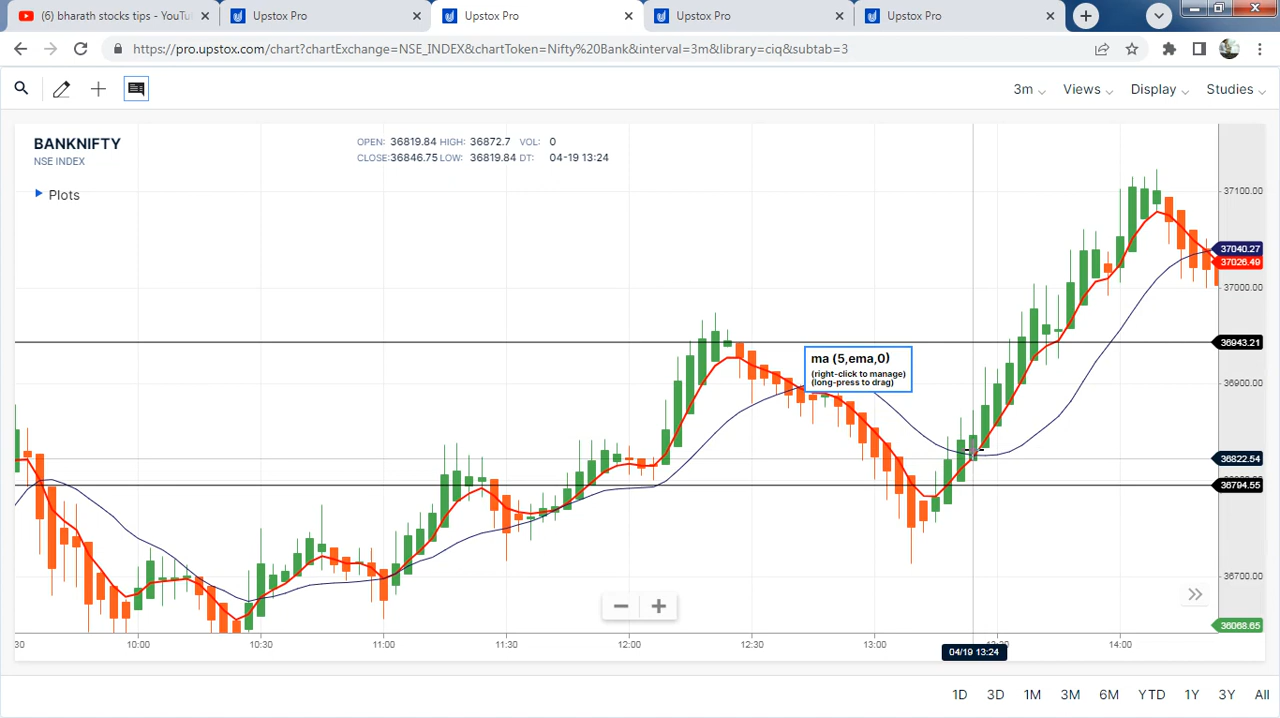 (6) bharath stocks tips - YouTu
Upstox Pro
Upstox Pro
Upstox Pro
Upstox Pro
https://pro.upstox.com/chart?chartExchange=NSE_INDEX&chartToken=Nifty%20Bank&interval=3m&library=ciq&subtab=3
3m Views Display Studies
BANKNIFTY
NSE INDEX
OPEN: 36819.84 HIGH: 36872.7 VOL: 0
CLOSE:36846.75 LOW: 36819.84 DT: 04-19 13:24
Plots
37100.00
37040.27
37026.49
37000.00
36943.21
ma (5,ema,0)
(right-click to manage)
(long-press to drag)
36900.00
36822.54
36794.55
36700.00
36068.65
30 10:00 10:30 11:00 11:30 12:00 12:30 13:00 14:00
04/19 13:24
1D 3D 1M 3M 6M YTD 1Y 3Y All